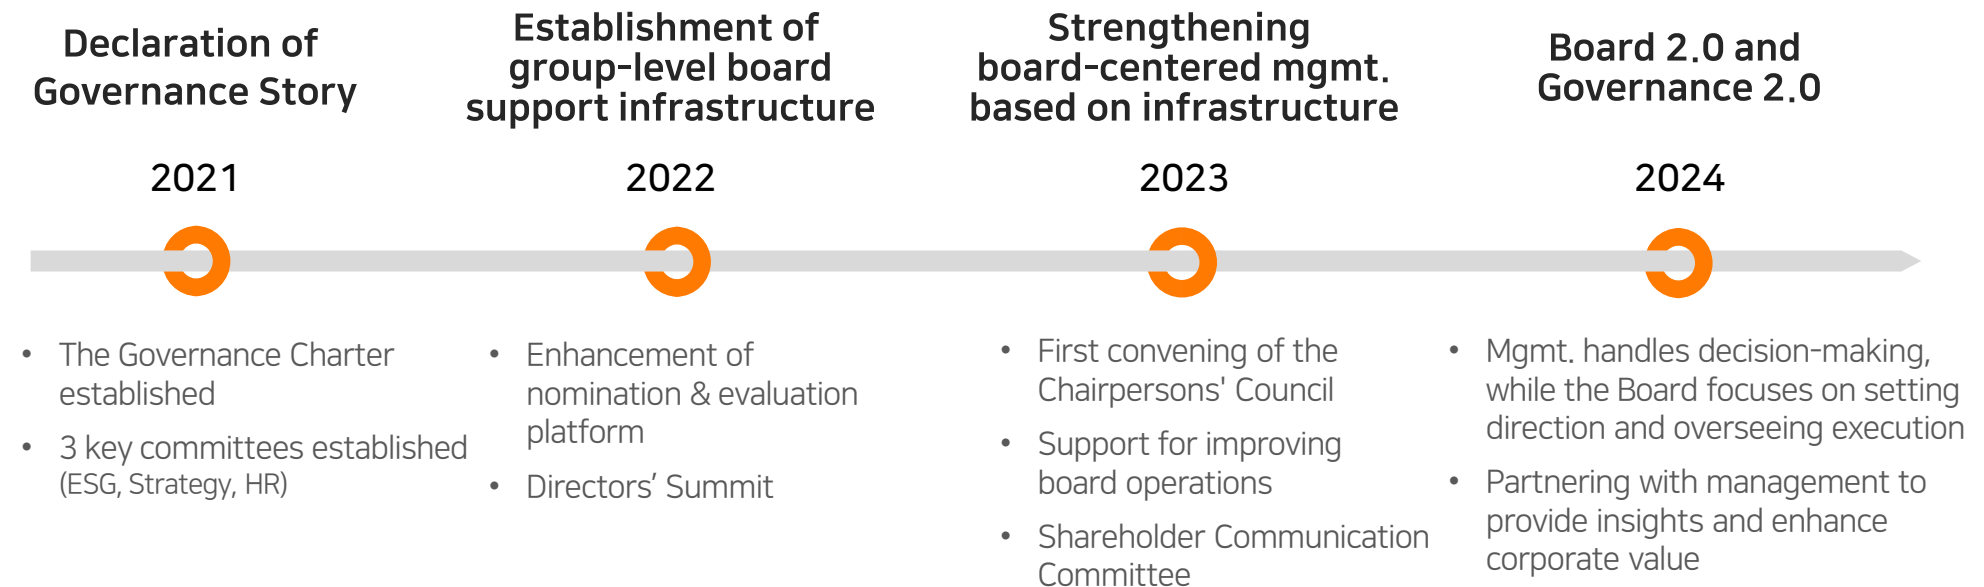 Declaration of
Governance Story
2021
• The Governance Charter
established
• 3 key committees established
(ESG, Strategy, HR)
Establishment of
group-level board
support infrastructure
2022
• Enhancement of
nomination & evaluation
platform
• Directors’ Summit
Strengthening
board-centered mgmt.
based on infrastructure
2023
• First convening of the
Chairpersons' Council
• Support for improving
board operations
• Shareholder Communication
Committee
Board 2.0 and
Governance 2.0
2024
• Mgmt. handles decision-making,
while the Board focuses on setting
direction and overseeing execution
• Partnering with management to
provide insights and enhance
corporate value